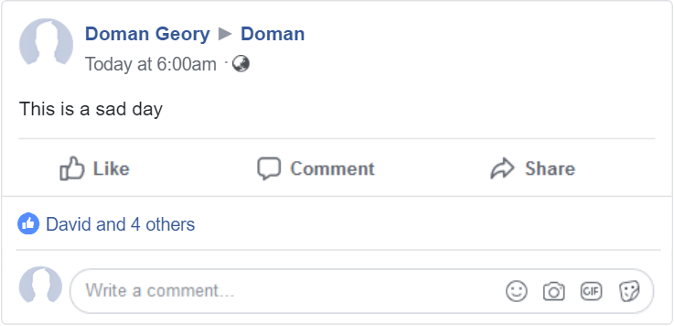 Doman Geory ▶ Doman
Today at 6:00am ·
This is a sad day
Like Comment Share
David and 4 others
Write a comment... GIF